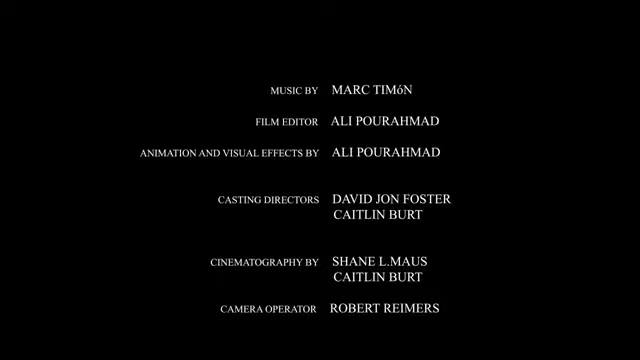 MUSIC BY MARC TIMóN
FILM EDITOR ALI POURAHMAD
ANIMATION AND VISUAL EFFECTS BY ALI POURAHMAD
CASTING DIRECTORS DAVID JON FOSTER
CAITLIN BURT
CINEMATOGRAPHY BY SHANE L.MAUS
CAITLIN BURT
CAMERA OPERATOR ROBERT REIMERS